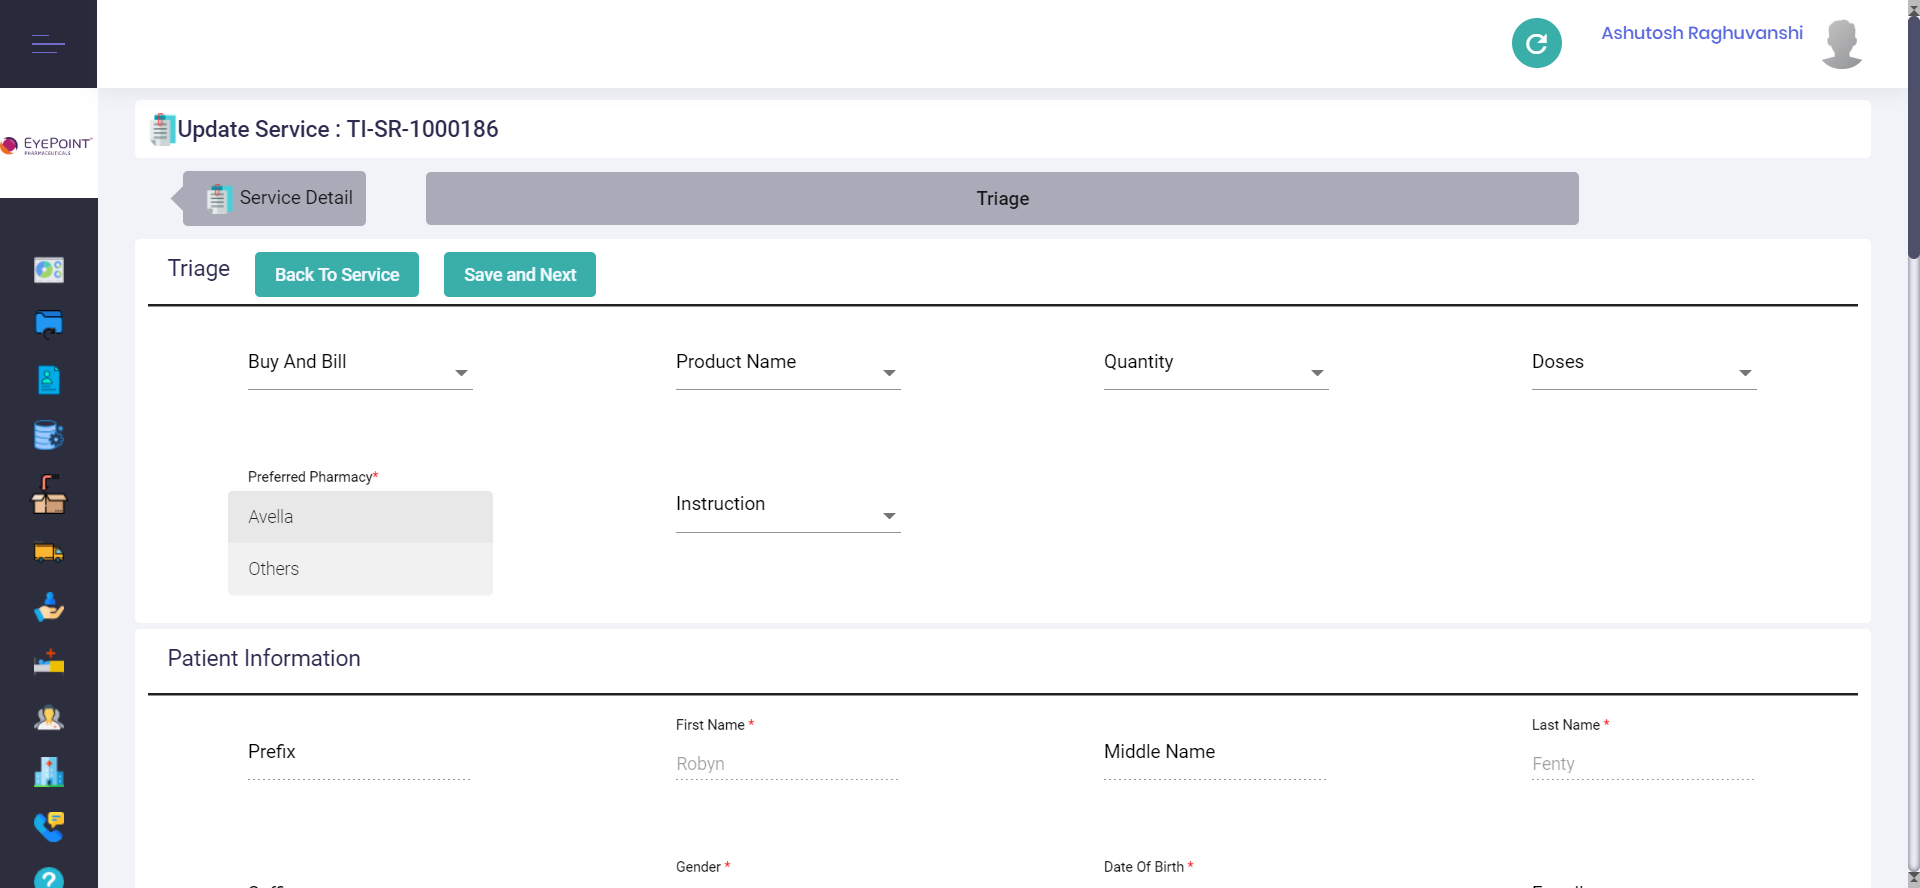 Ashutosh Raghuvanshi
EYEPOINT
PHARMACEUTICALS
Update Service : TI-SR-1000186
Service Detail
Triage
Triage
Back To Service
Save and Next
Buy And Bill
Product Name
Quantity
Doses
Preferred Pharmacy*
Avella
Others
Instruction
Patient Information
Prefix
First Name *
Robyn
Middle Name
Last Name *
Fenty
Gender *
Date Of Birth *